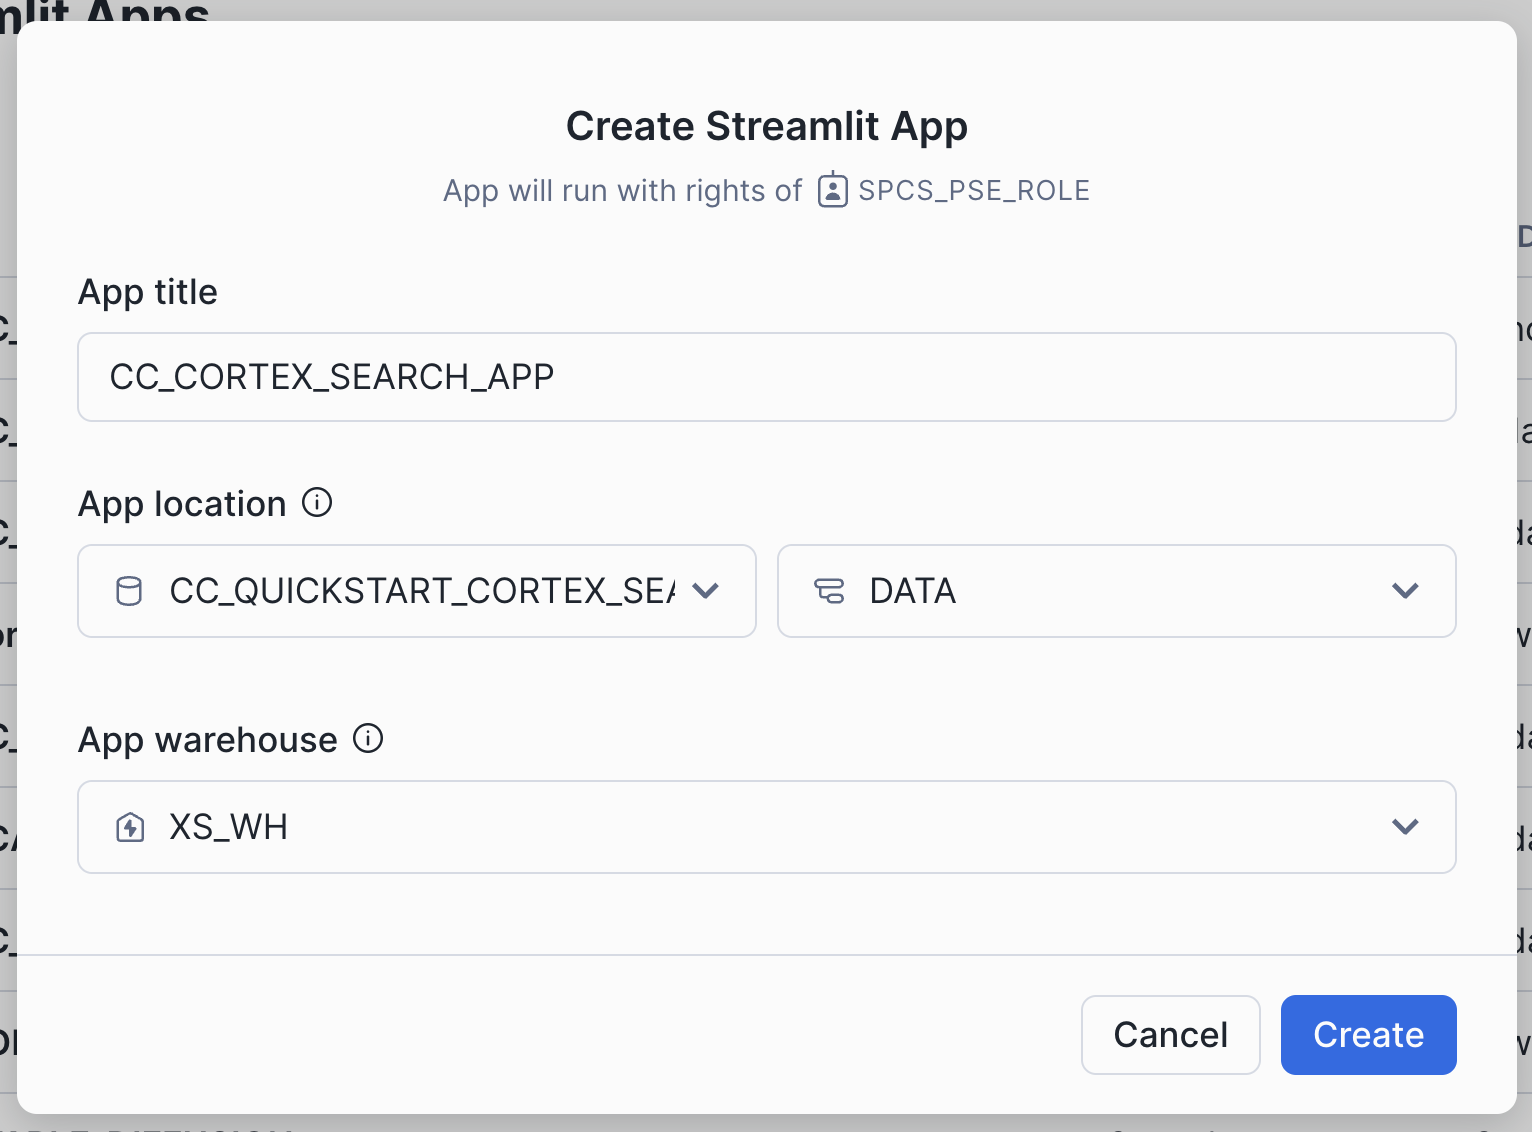 Create Streamlit App
App will run with rights of SPCS_PSE_ROLE
App title
CC_CORTEX_SEARCH_APP
App location
CC_QUICKSTART_CORTEX_SEA
DATA
App warehouse
XS_WH
Cancel
Create